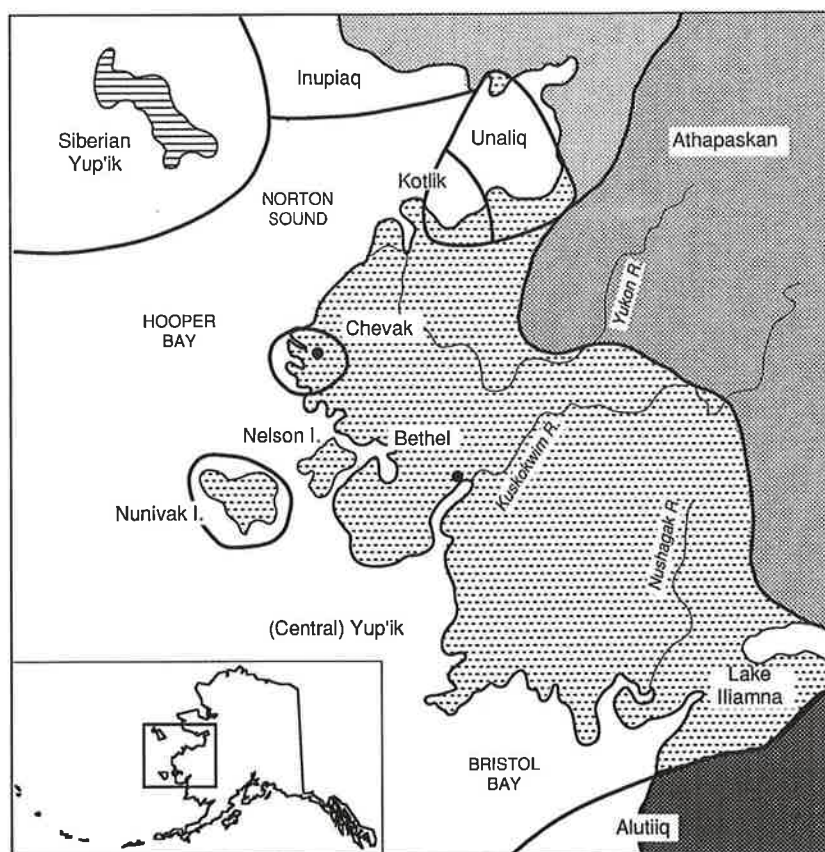 Inupiaq
Siberian
Yup'ik
Unaliq
Athapaskan
Kotlik
NORTON
SOUND
Yukon R.
HOOPER
BAY
Chevak
Nelson I.
Bethel
Kuskokwim R.
Nunivak I.
Nushagak R.
(Central) Yup'ik
Lake
Iliamna
BRISTOL
BAY
Alutiiq